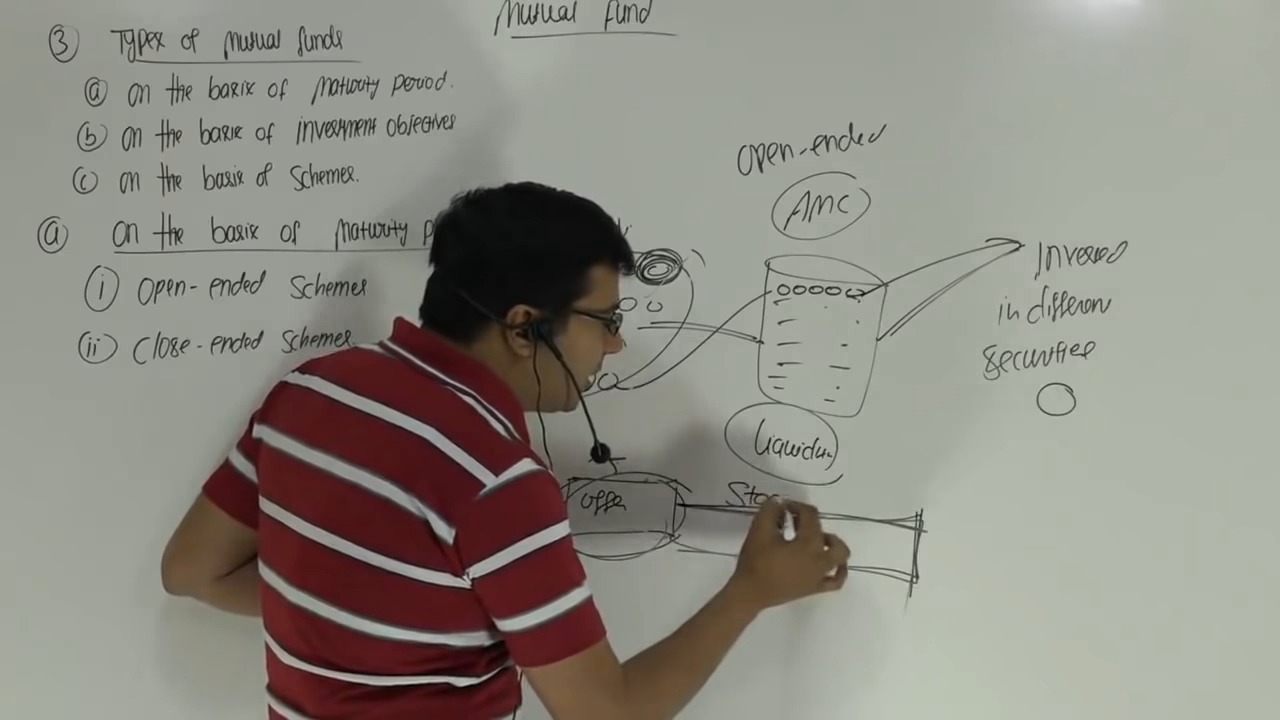 Mutual Fund
③ Types of Mutual funds
ⓐ on the basis of Maturity Period.
ⓑ on the basis of investment objectives
ⓒ on the basis of Schemes.
ⓐ on the basis of Maturity P
ⓘ Open-ended Schemes
(ii) Close-ended Schemes.
Open-ended
AMC
Invested
in different
Securities
Liquidity
Offer
Stoc